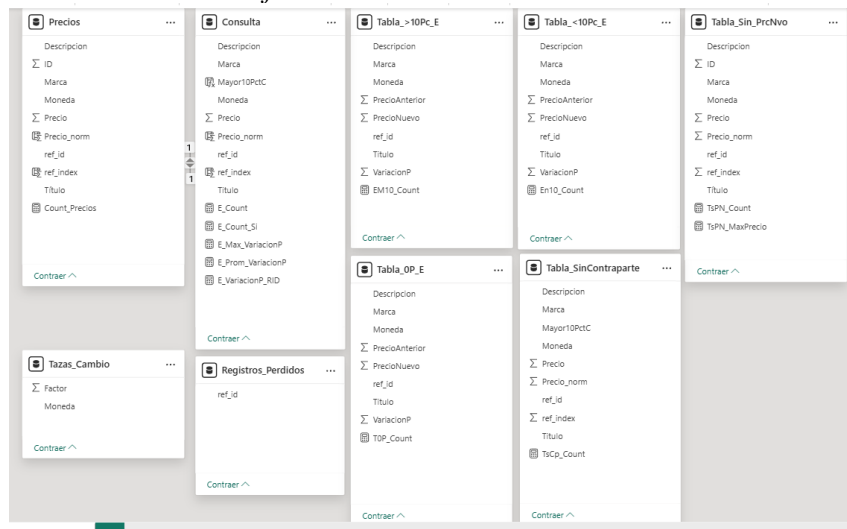 Precios
Descripcion
ID
Marca
Moneda
Precio
Precio_norm
ref_id
ref_index
Título
Count_Precios
Contraer
Consulta
Descripcion
Marca
Mayor10PctC
Moneda
Precio
Precio_norm
ref_id
ref_index
Titulo
E_Count
E_Count_Si
E_Max_VariacionP
E_Prom_VariacionP
E_VariacionP_RID
Contraer
1
1
Tabla_>10Pc_E
Descripcion
Marca
Moneda
PrecioAnterior
PrecioNuevo
ref_id
Titulo
VariacionP
EM10_Count
Contraer
Tabla_<10Pc_E
Descripcion
Marca
Moneda
PrecioAnterior
PrecioNuevo
ref_id
Titulo
VariacionP
En10_Count
Contraer
Tabla_Sin_PrcNvo
Descripcion
ID
Marca
Moneda
Precio
Precio_norm
ref_id
ref_index
Título
TsPN_Count
TsPN_MaxPrecio
Contraer
Tazas_Cambio
Factor
Moneda
Contraer
Registros_Perdidos
ref_id
Contraer
Tabla_0P_E
Descripcion
Marca
Moneda
PrecioAnterior
PrecioNuevo
ref_id
Titulo
VariacionP
T0P_Count
Contraer
Tabla_SinContraparte
Descripcion
Marca
Mayor10PctC
Moneda
Precio
Precio_norm
ref_id
ref_index
Titulo
TsCp_Count
Contraer